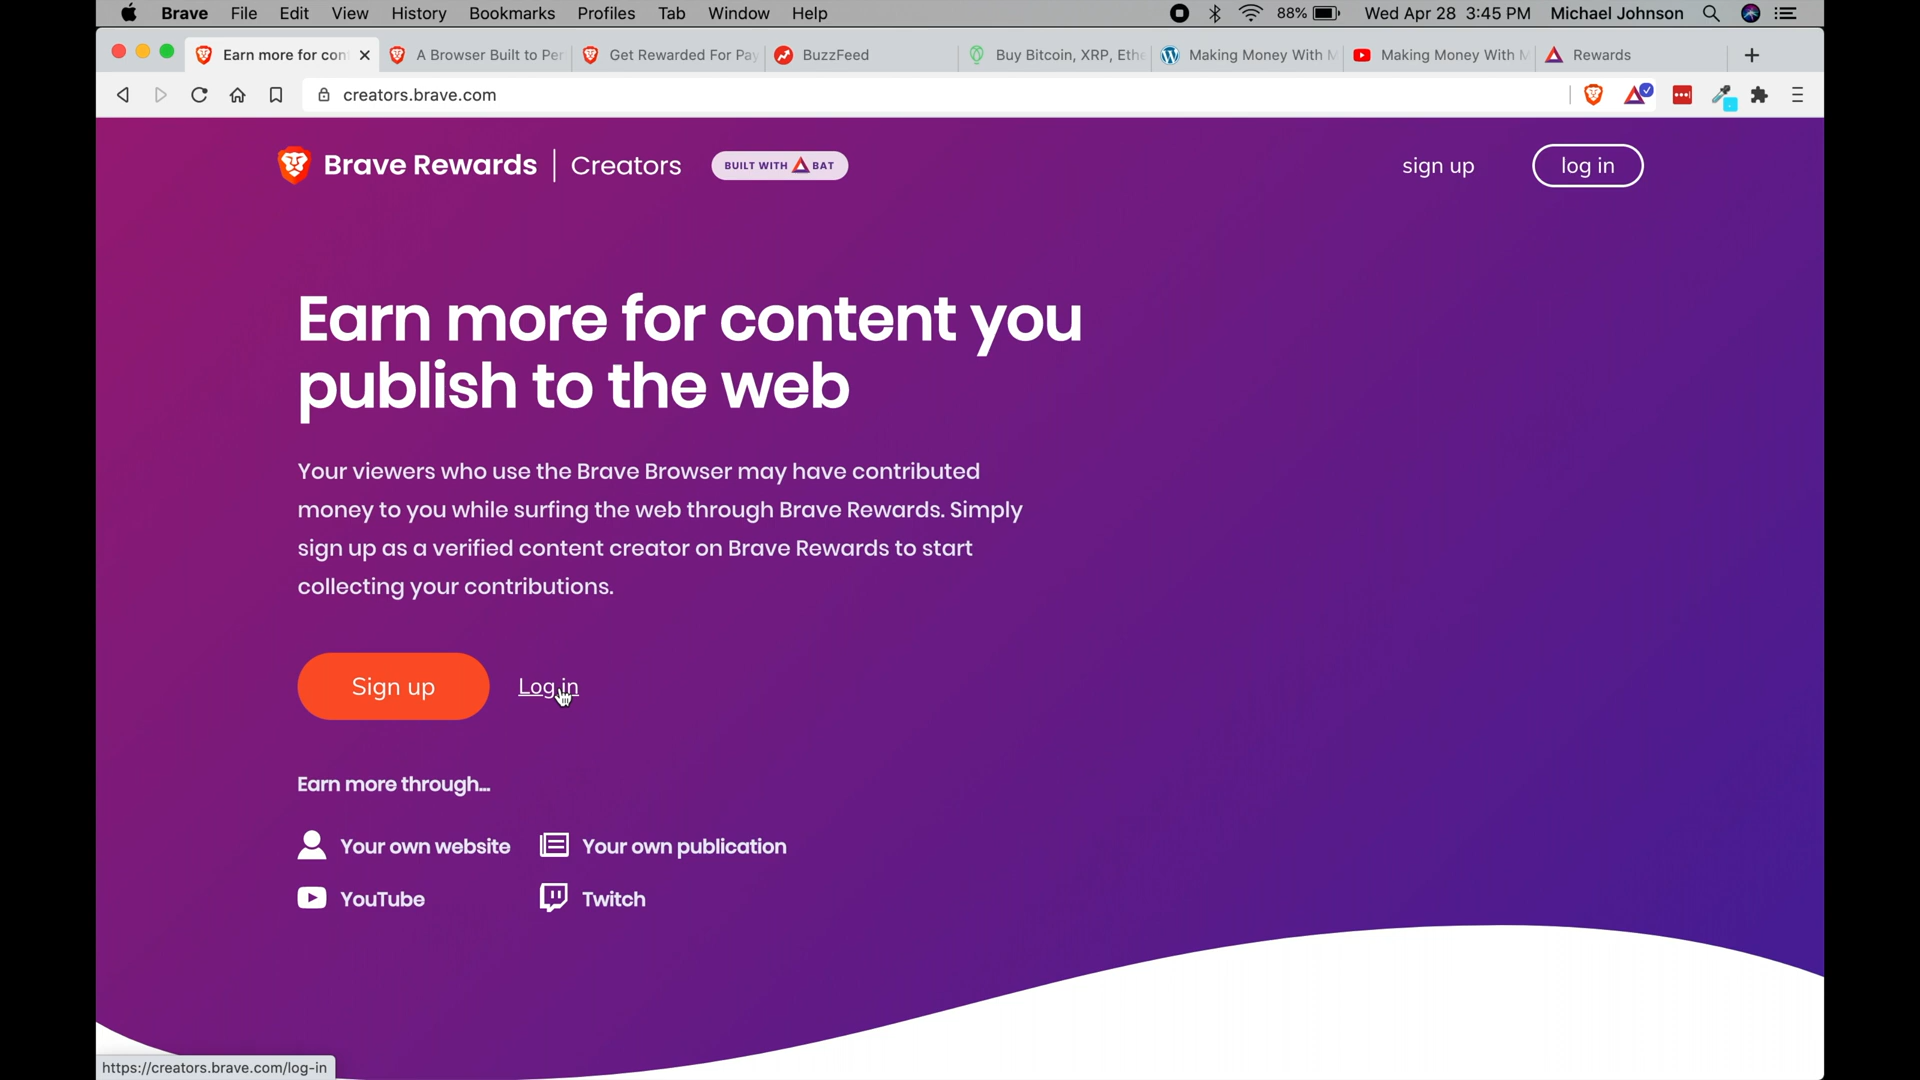 Brave File Edit View History Bookmarks Profiles Tab Window Help 88% Wed Apr 28 3:45 PM Michael Johnson
Earn more for con A Browser Built to Per Get Rewarded For Pay BuzzFeed Buy Bitcoin, XRP, Ethe Making Money With M Making Money With M Rewards
creators.brave.com
Brave Rewards | Creators BUILT WITH BAT sign up log in
Earn more for content you
publish to the web
Your viewers who use the Brave Browser may have contributed
money to you while surfing the web through Brave Rewards. Simply
sign up as a verified content creator on Brave Rewards to start
collecting your contributions.
Sign up Log in
Earn more through...
Your own website Your own publication
YouTube Twitch
https://creators.brave.com/log-in